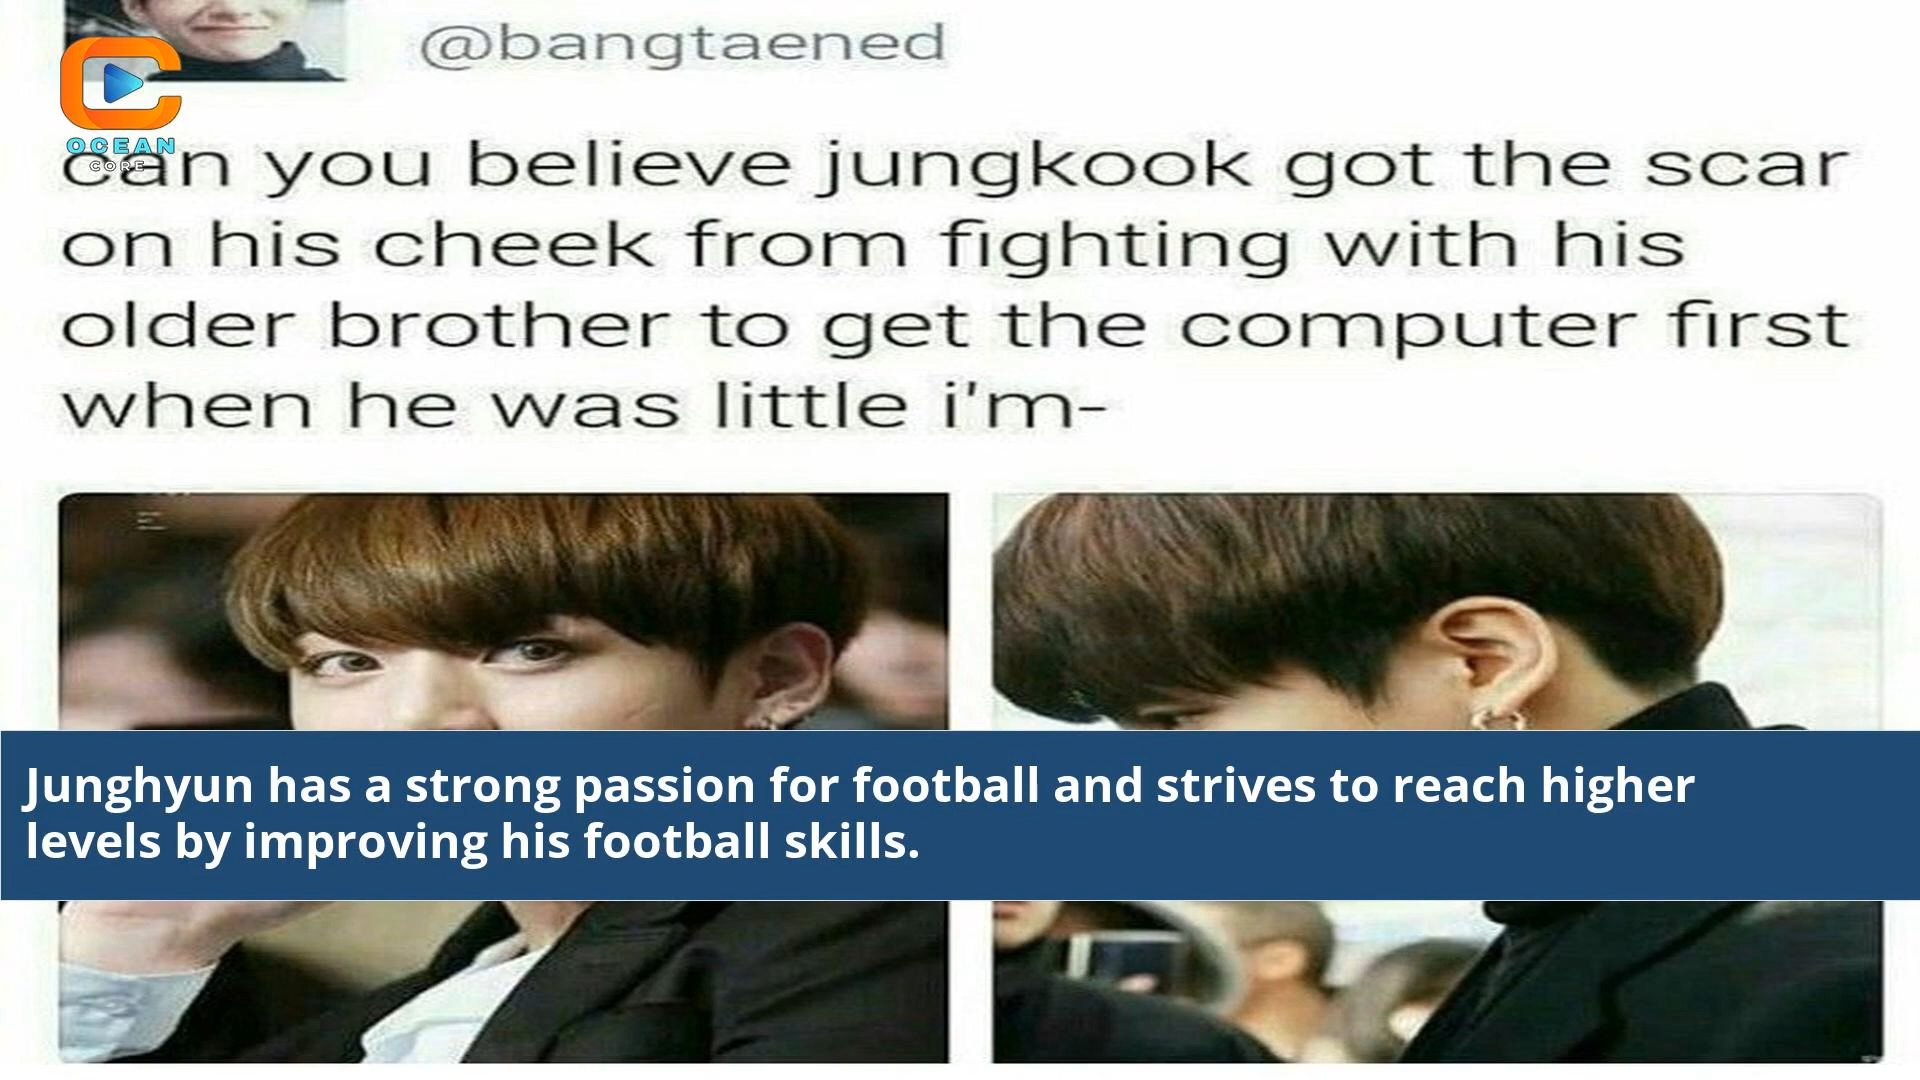 @bangtaened
OCEAN
CORE
can you believe jungkook got the scar
on his cheek from fighting with his
older brother to get the computer first
when he was little i'm-
Junghyun has a strong passion for football and strives to reach higher
levels by improving his football skills.